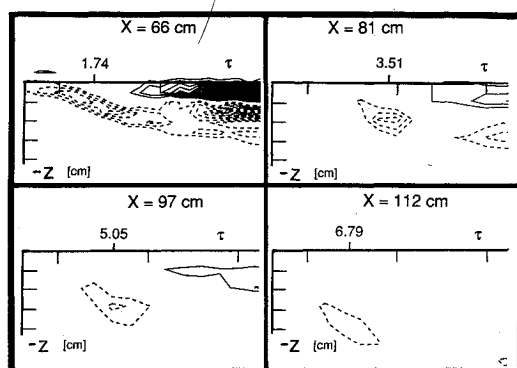 X = 66 cm
1.74 τ
-Z [cm]
X = 81 cm
3.51 τ
-Z [cm]
X = 97 cm
5.05 τ
-Z [cm]
X = 112 cm
6.79 τ
-Z [cm]